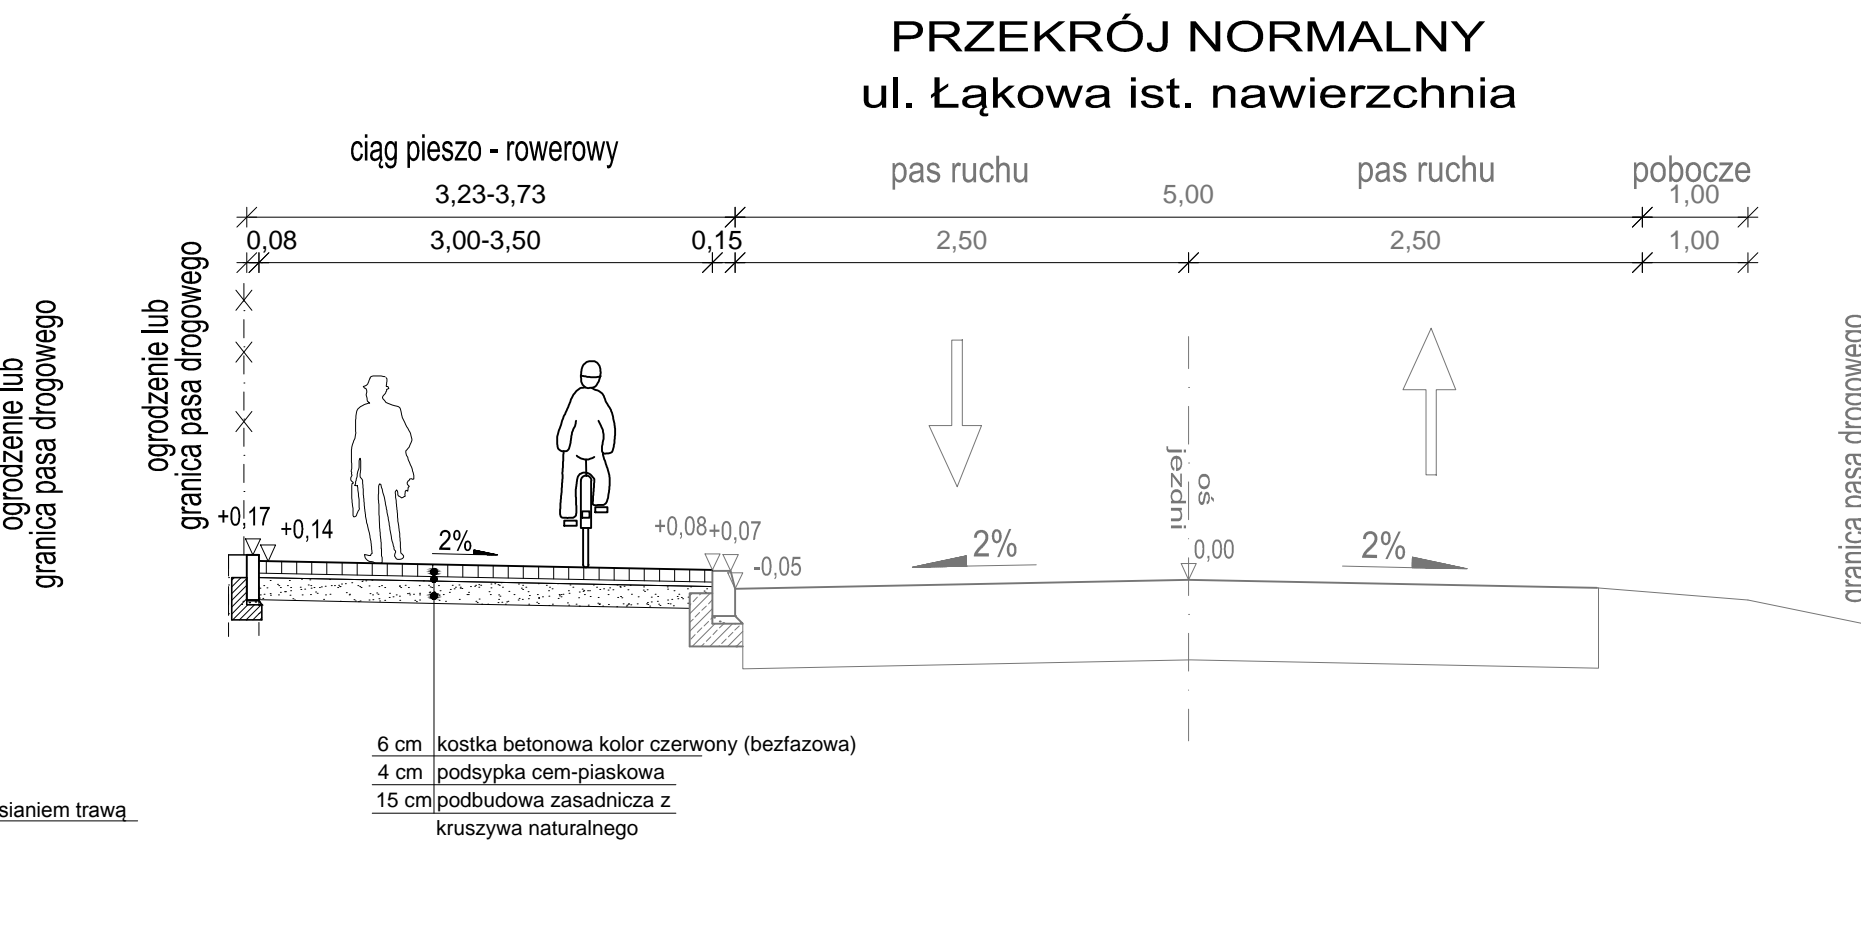 PRZEKRÓJ NORMALNY
ul. Łąkowa ist. nawierzchnia
ciąg pieszo - rowerowy
pas ruchu
pas ruchu
pobocze
3,23-3,73
5,00
1,00
0,08
3,00-3,50
0,15
2,50
2,50
1,00
ogrodzenie lub
granica pasa drogowego
ogrodzenie lub
granica pasa drogowego
granica pasa drogowego
oś
jezdni
+0,17
+0,14
2%
+0,08
+0,07
-0,05
2%
0,00
2%
6 cm kostka betonowa kolor czerwony (bezfazowa)
4 cm podsypka cem-piaskowa
15 cm podbudowa zasadnicza z
kruszywa naturalnego
sianiem trawą